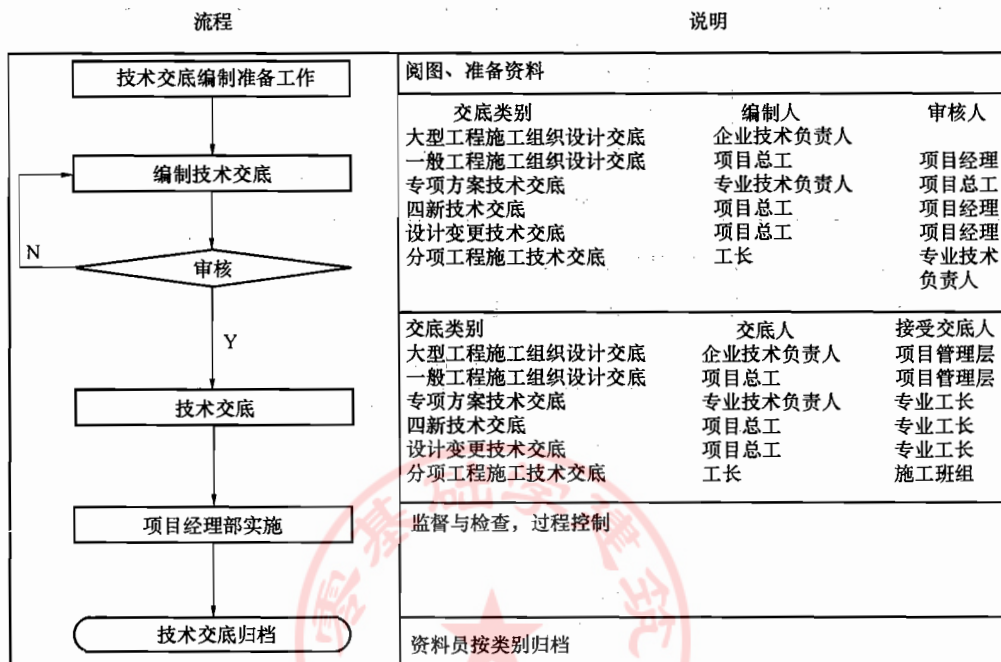 流程
说明
技术交底编制准备工作
阅图、准备资料
编制技术交底
交底类别 编制人 审核人
大型工程施工组织设计交底 企业技术负责人
一般工程施工组织设计交底 项目总工 项目经理
专项方案技术交底 专业技术负责人 项目总工
四新技术交底 项目总工 项目经理
设计变更技术交底 项目总工 项目经理
分项工程施工技术交底 工长 专业技术
负责人
N
审核
Y
技术交底
交底类别 交底人 接受交底人
大型工程施工组织设计交底 企业技术负责人 项目管理层
一般工程施工组织设计交底 项目总工 项目管理层
专项方案技术交底 专业技术负责人 专业工长
四新技术交底 项目总工 专业工长
设计变更技术交底 项目总工 专业工长
分项工程施工技术交底 工长 施工班组
项目经理部实施
监督与检查，过程控制
技术交底归档
资料员按类别归档
零基础学建筑